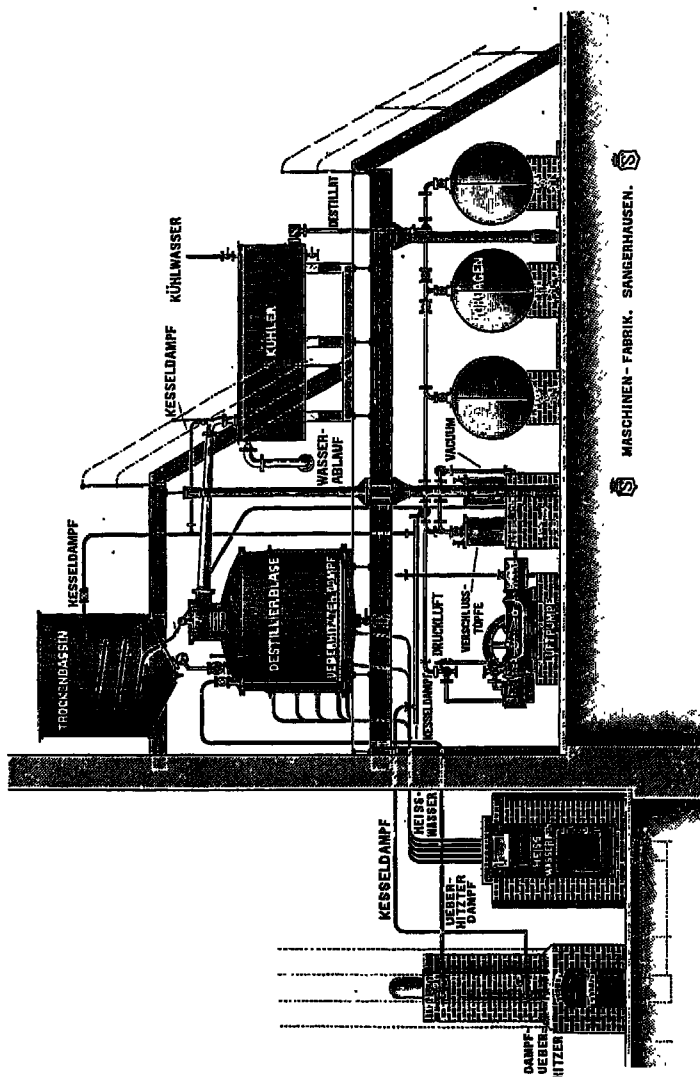 TROCKENBASSIN
KESSELDAMPF
KESSELDAMPF
KÜHLWASSER
DESTILLIERBLASE
UEBERHITZTER DAMPF
KÜHLER
WASSER-
ABLAUF
DESTILLAT
KESSELDAMPF
HEISS-
WASSER
UEBER-
HITZTER
DAMPF
KESSELDAMPF
DRUCKLUFT
VERSCHLUSS-
TÖPFE
VACUUM
VORLAGEN
LUFTPUMPE
HEISS
WASSER
DAMPF-
UEBER-
HITZER
S MASCHINEN-FABRIK. SANGERHAUSEN. S